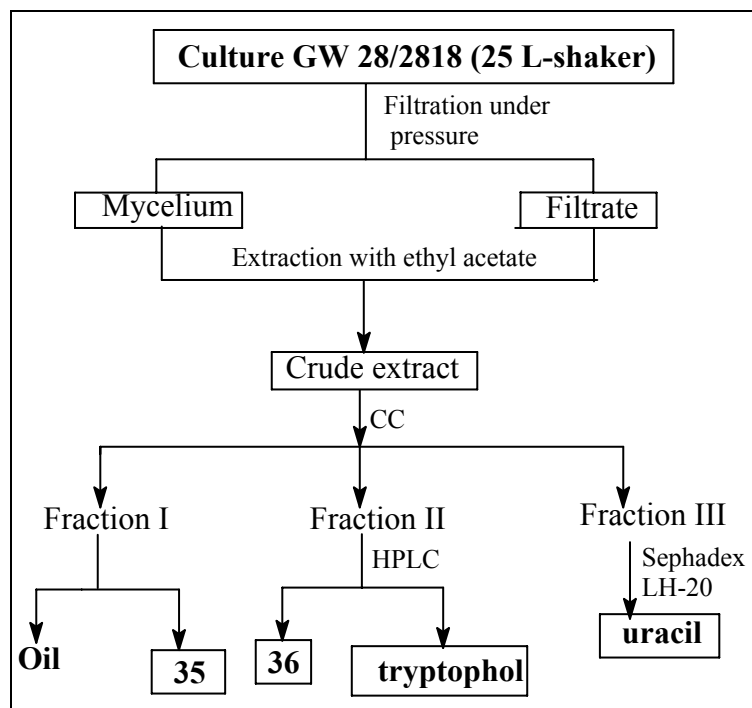 Culture GW 28/2818 (25 L-shaker)
Filtration under
pressure
Mycelium
Filtrate
Extraction with ethyl acetate
Crude extract
CC
Fraction I
Fraction II
Fraction III
HPLC
Sephadex
LH-20
Oil
35
36
tryptophol
uracil